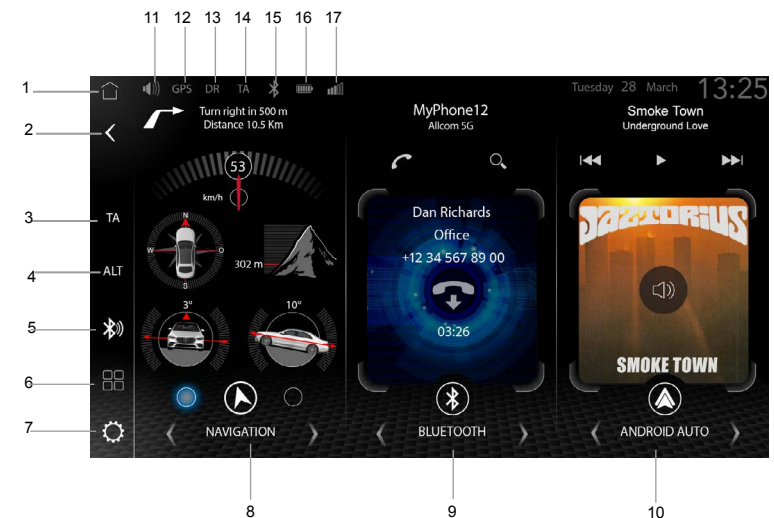 11 12 13 14 15 16 17
1
2
3
4
5
6
7
GPS DR TA
Tuesday 28 March 13:25
Turn right in 500 m
Distance 10.5 Km
53
km/h
N
W O
S
302 m
3° 10°
TA
ALT
NAVIGATION
MyPhone12
Allcom 5G
Dan Richards
Office
+12 34 567 89 00
03:26
BLUETOOTH
Smoke Town
Underground Love
JAZTORIUS
SMOKE TOWN
ANDROID AUTO
8 9 10